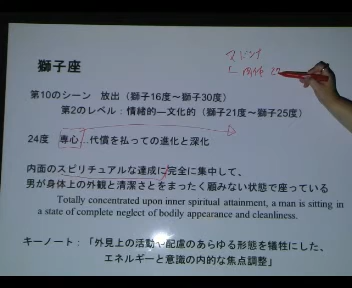 獅子座
第10のシーン　放出（獅子16度～獅子30度）
第2のレベル：情緒的―文化的（獅子21度～獅子25度）
24度　専心…代償を払っての進化と深化
内面のスピリチュアルな達成に完全に集中して、
男が身体上の外観と清潔さとをまったく顧みない状態で座っている
Totally concentrated upon inner spiritual attainment, a man is sitting in
a state of complete neglect of bodily appearance and cleanliness.
キーノート：「外見上の活動や配慮のあらゆる形態を犠牲にした、
エネルギーと意識の内的な焦点調整」